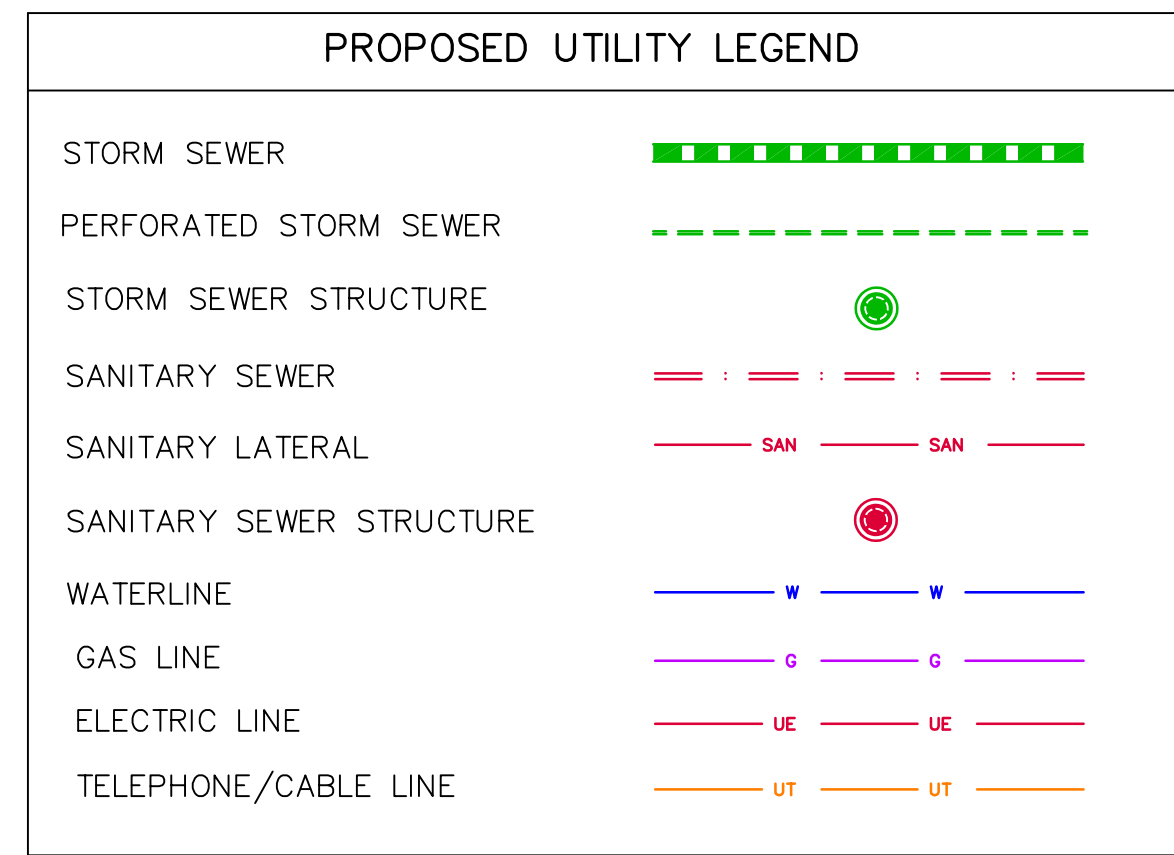 PROPOSED UTILITY LEGEND
STORM SEWER
PERFORATED STORM SEWER
STORM SEWER STRUCTURE
SANITARY SEWER
SANITARY LATERAL SAN SAN
SANITARY SEWER STRUCTURE
WATERLINE W W
GAS LINE G G
ELECTRIC LINE UE UE
TELEPHONE/CABLE LINE UT UT